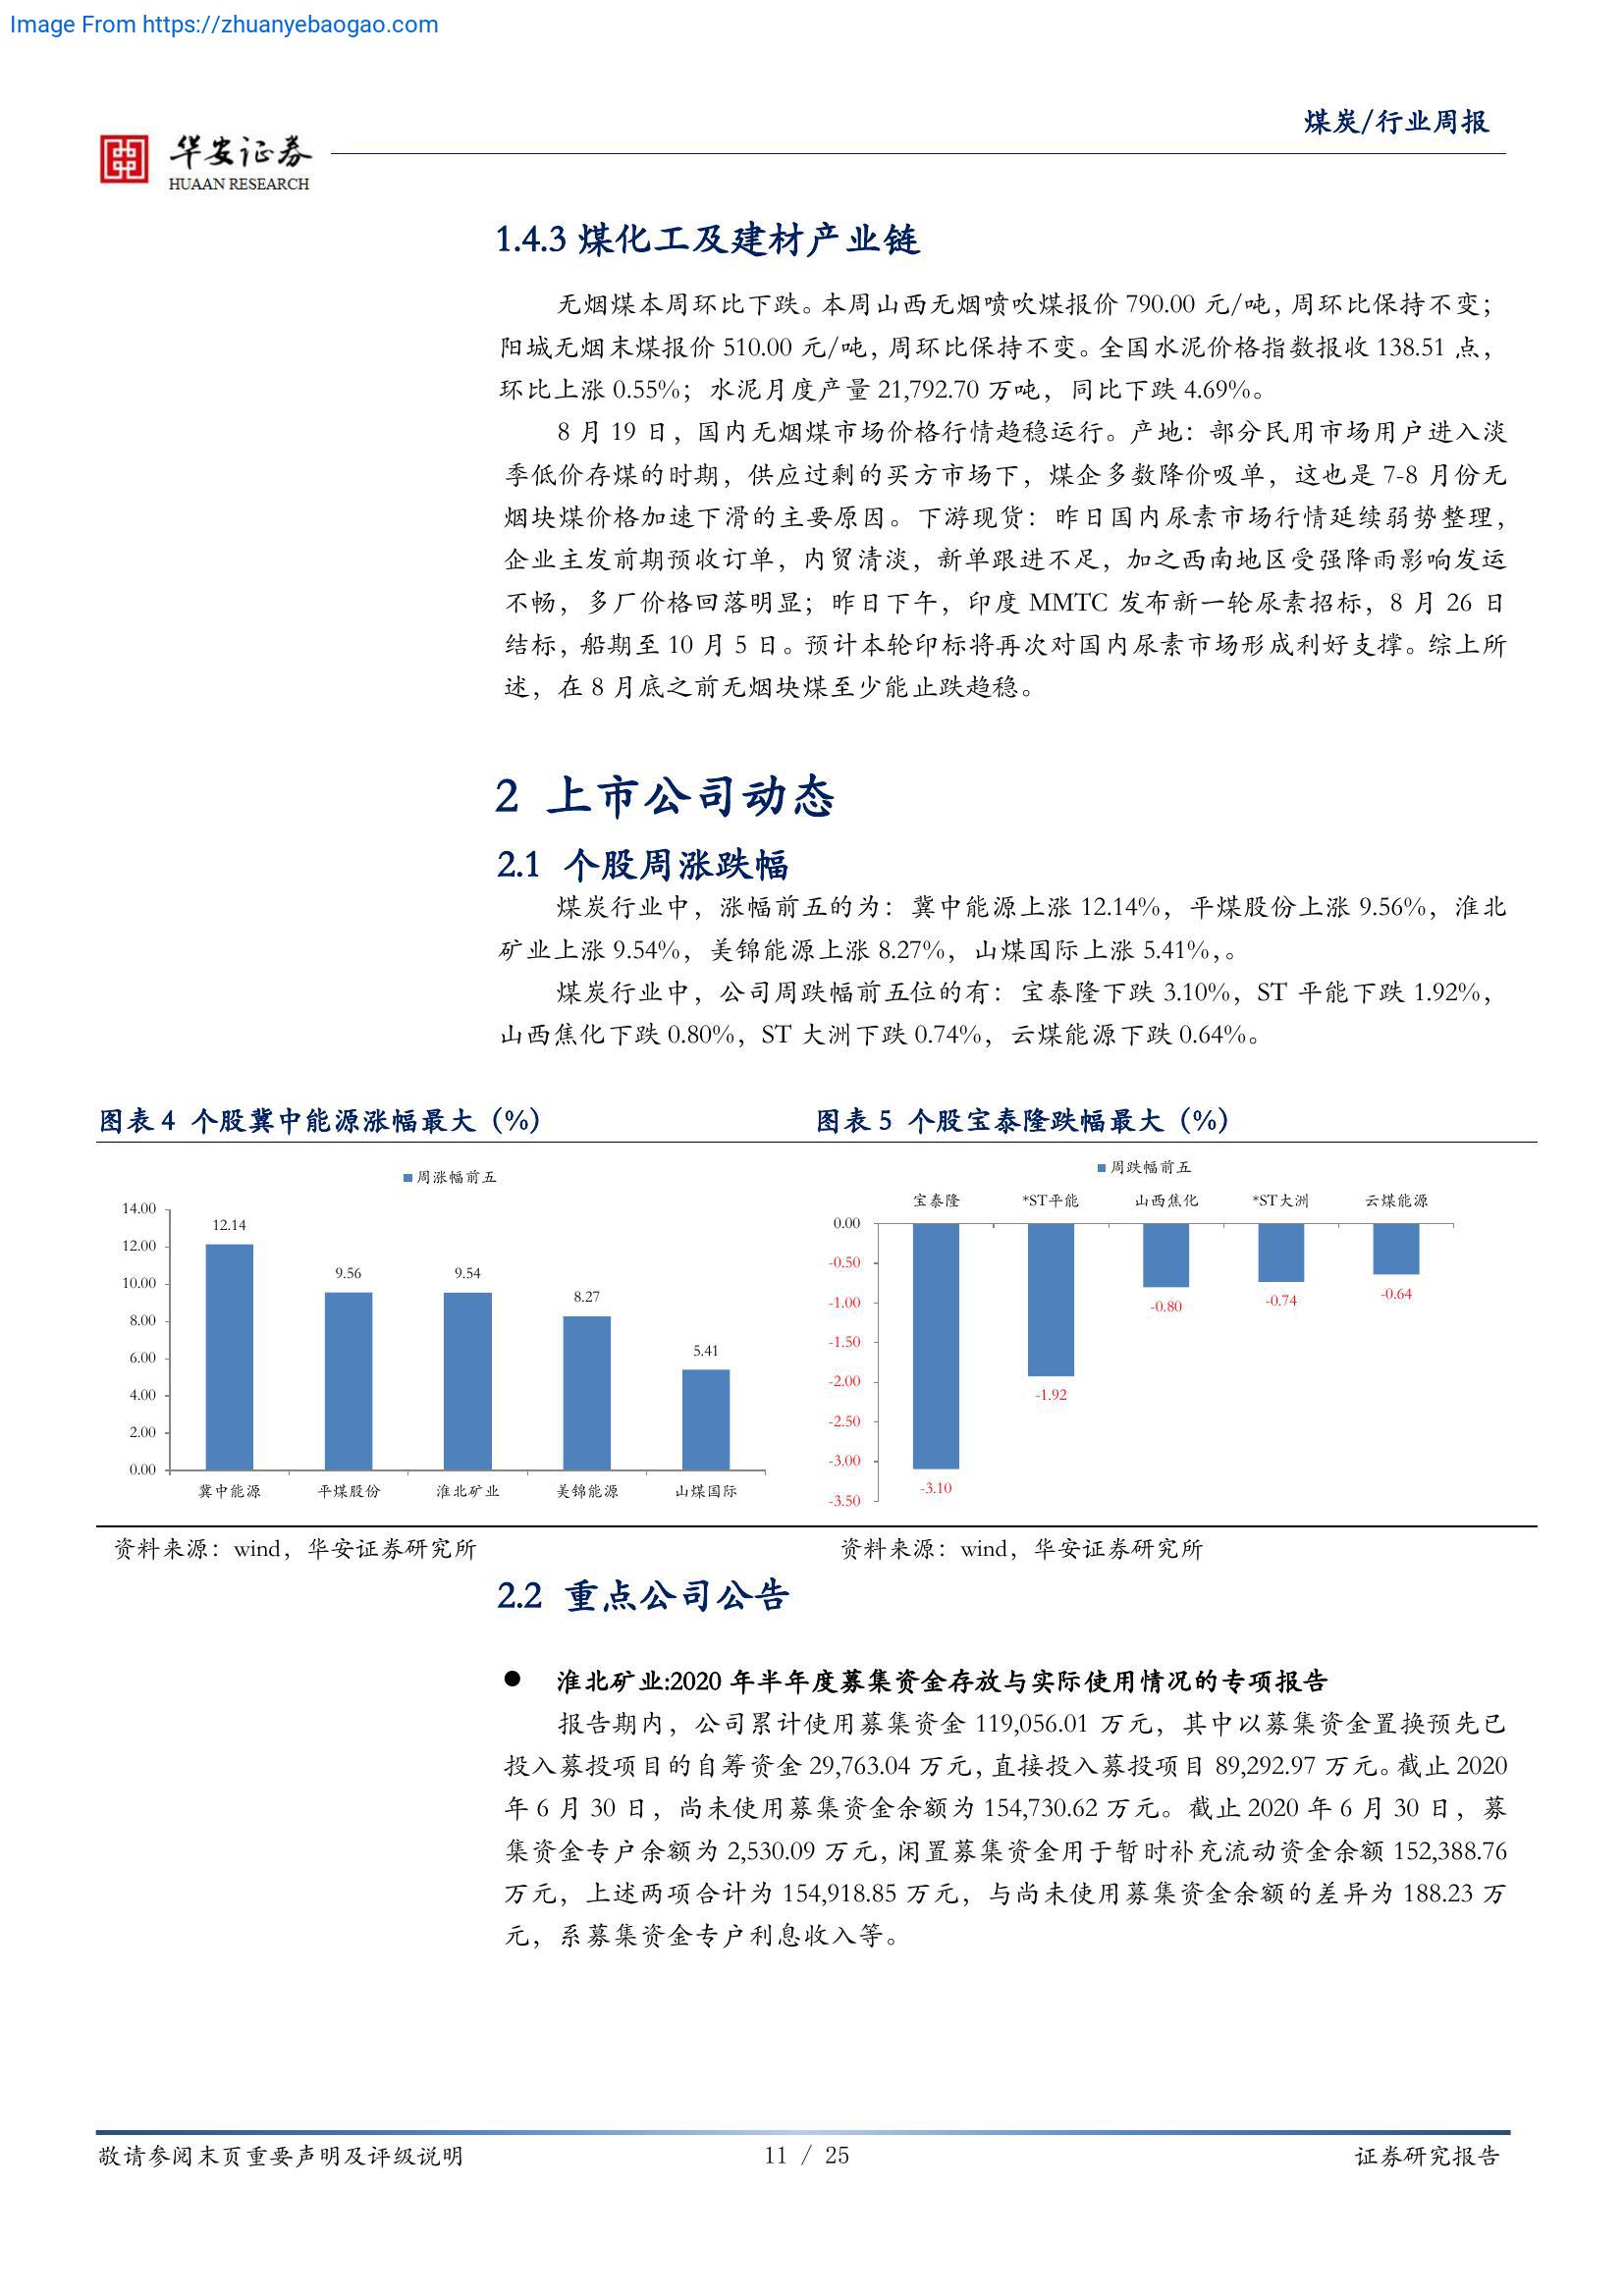 Image From https://zhuanyebaogao.com
煤炭/行业周报
华安证券
HUAAN RESEARCH
1.4.3 煤化工及建材产业链
无烟煤本周环比下跌。本周山西无烟喷吹煤报价 790.00 元/吨，周环比保持不变；
阳城无烟末煤报价 510.00 元/吨，周环比保持不变。全国水泥价格指数报收 138.51 点，
环比上涨 0.55%；水泥月度产量 21,792.70 万吨，同比下跌 4.69%。
8 月 19 日，国内无烟煤市场价格行情趋稳运行。产地：部分民用市场用户进入淡
季低价存煤的时期，供应过剩的买方市场下，煤企多数降价吸单，这也是 7-8 月份无
烟块煤价格加速下滑的主要原因。下游现货：昨日国内尿素市场行情延续弱势整理，
企业主发前期预收订单，内贸清淡，新单跟进不足，加之西南地区受强降雨影响发运
不畅，多厂价格回落明显；昨日下午，印度 MMTC 发布新一轮尿素招标，8 月 26 日
结标，船期至 10 月 5 日。预计本轮印标将再次对国内尿素市场形成利好支撑。综上所
述，在 8 月底之前无烟块煤至少能止跌趋稳。
2 上市公司动态
2.1 个股周涨跌幅
煤炭行业中，涨幅前五的为：冀中能源上涨 12.14%，平煤股份上涨 9.56%，淮北
矿业上涨 9.54%，美锦能源上涨 8.27%，山煤国际上涨 5.41%，。
煤炭行业中，公司周跌幅前五位的有：宝泰隆下跌 3.10%，ST 平能下跌 1.92%，
山西焦化下跌 0.80%，ST 大洲下跌 0.74%，云煤能源下跌 0.64%。
图表 4 个股冀中能源涨幅最大（%）
周涨幅前五
14.00
12.00
10.00
8.00
6.00
4.00
2.00
0.00
12.14
9.56
9.54
8.27
5.41
冀中能源 平煤股份 淮北矿业 美锦能源 山煤国际
资料来源：wind，华安证券研究所
图表 5 个股宝泰隆跌幅最大（%）
周跌幅前五
宝泰隆 *ST平能 山西焦化 *ST大洲 云煤能源
0.00
-0.50
-1.00
-1.50
-2.00
-2.50
-3.00
-3.50
-3.10
-1.92
-0.80
-0.74
-0.64
资料来源：wind，华安证券研究所
2.2 重点公司公告
● 淮北矿业:2020 年半年度募集资金存放与实际使用情况的专项报告
报告期内，公司累计使用募集资金 119,056.01 万元，其中以募集资金置换预先已
投入募投项目的自筹资金 29,763.04 万元，直接投入募投项目 89,292.97 万元。截止 2020
年 6 月 30 日，尚未使用募集资金余额为 154,730.62 万元。截止 2020 年 6 月 30 日，募
集资金专户余额为 2,530.09 万元，闲置募集资金用于暂时补充流动资金余额 152,388.76
万元，上述两项合计为 154,918.85 万元，与尚未使用募集资金余额的差异为 188.23 万
元，系募集资金专户利息收入等。
敬请参阅末页重要声明及评级说明
11 / 25
证券研究报告